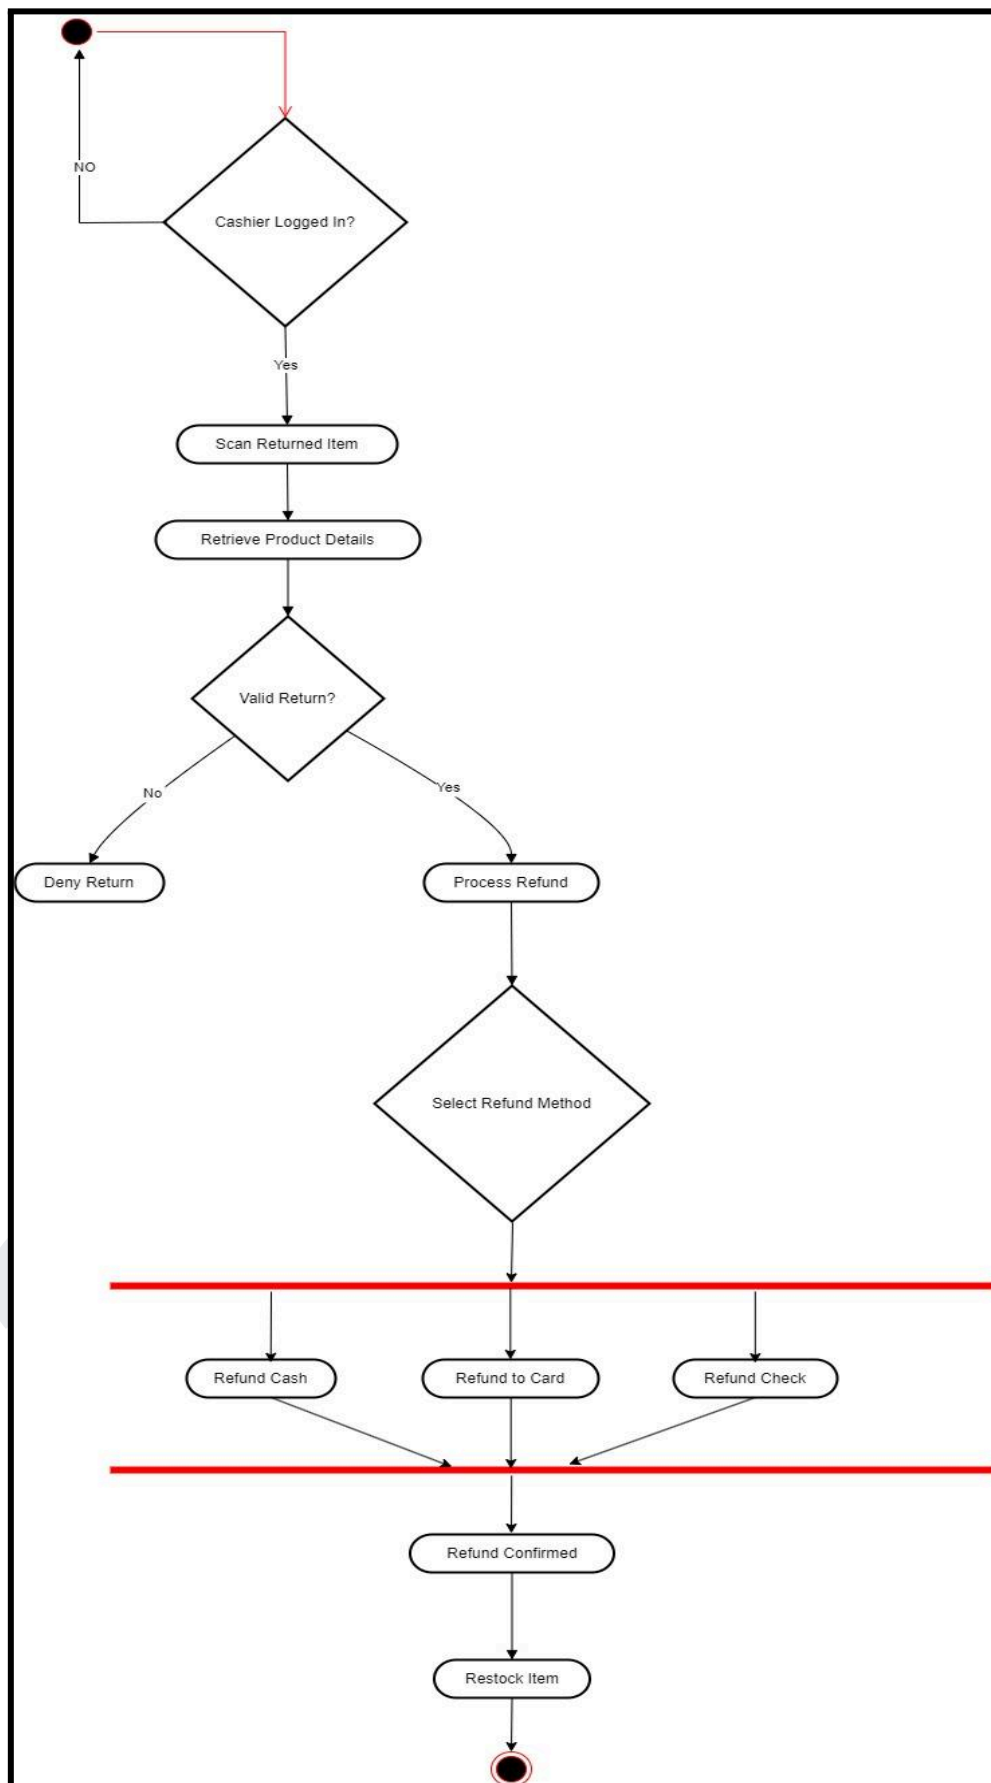 NO
Cashier Logged In?
Yes
Scan Returned Item
Retrieve Product Details
Valid Return?
No
Yes
Deny Return
Process Refund
Select Refund Method
Refund Cash
Refund to Card
Refund Check
Refund Confirmed
Restock Item